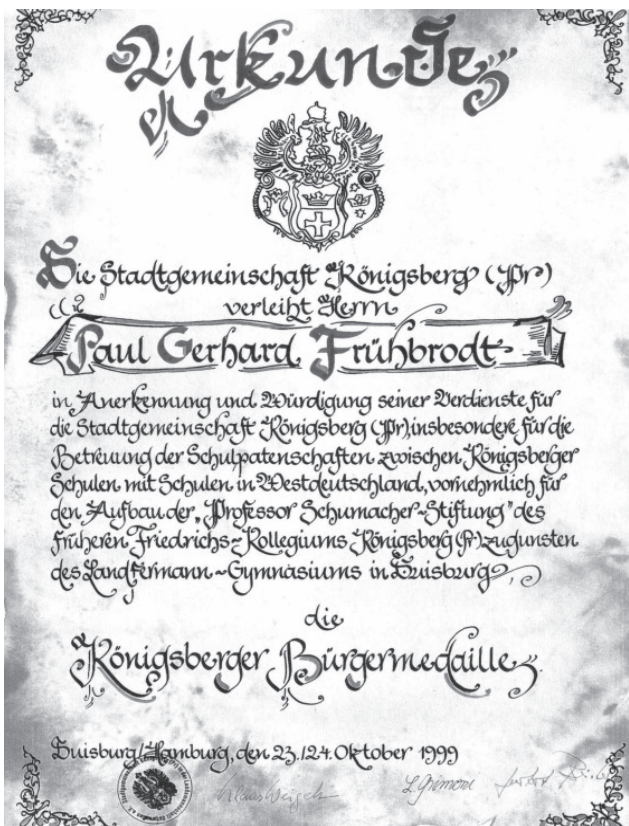 Urkunde
Die Stadtgemeinschaft Königsberg (Pr)
verleiht Herrn
Paul Gerhard Frühbrodt
in Anerkennung und Würdigung seiner Verdienste für
die Stadtgemeinschaft Königsberg (Pr), insbesondere für die
Betreuung der Schulpatenschaften zwischen Königsberger
Schulen mit Schulen in Westdeutschland, vornehmlich für
den Aufbau der „Professor Schumacher-Stiftung" des
früheren Friedrichs-Kollegiums Königsberg (Pr) zugunsten
des Landfermann-Gymnasiums in Duisburg,
die
Königsberger Bürgermedaille
Duisburg/Hamburg, den 23./24. Oktober 1999
Klaus Weigelt L Grimoni